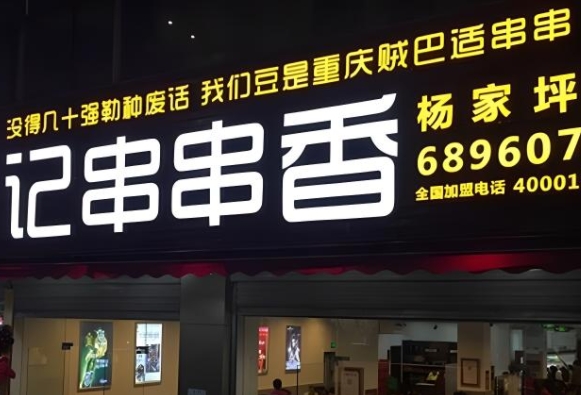 没得几十强勒种废话 我们豆是重庆贼巴适串串
记串串香
杨家坪
689607
全国加盟电话 40001